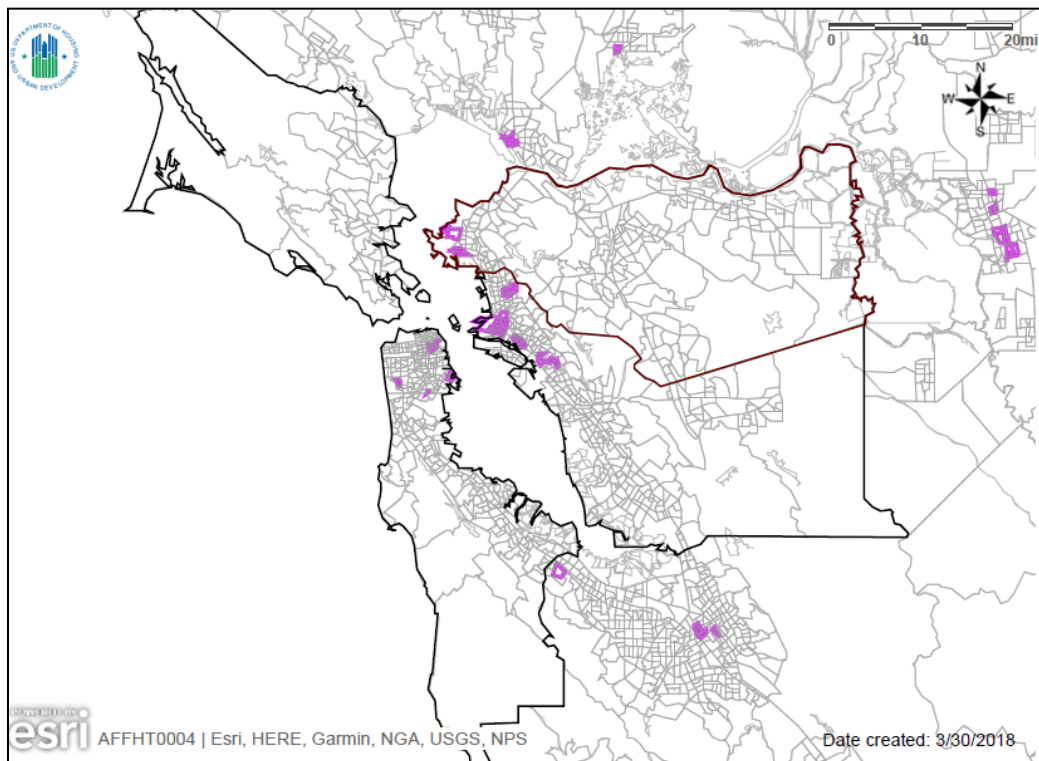 U.S. DEPARTMENT OF HOUSING
AND URBAN DEVELOPMENT
0 10 20mi
N
W E
S
POWERED BY
esri
AFFHT0004 | Esri, HERE, Garmin, NGA, USGS, NPS
Date created: 3/30/2018